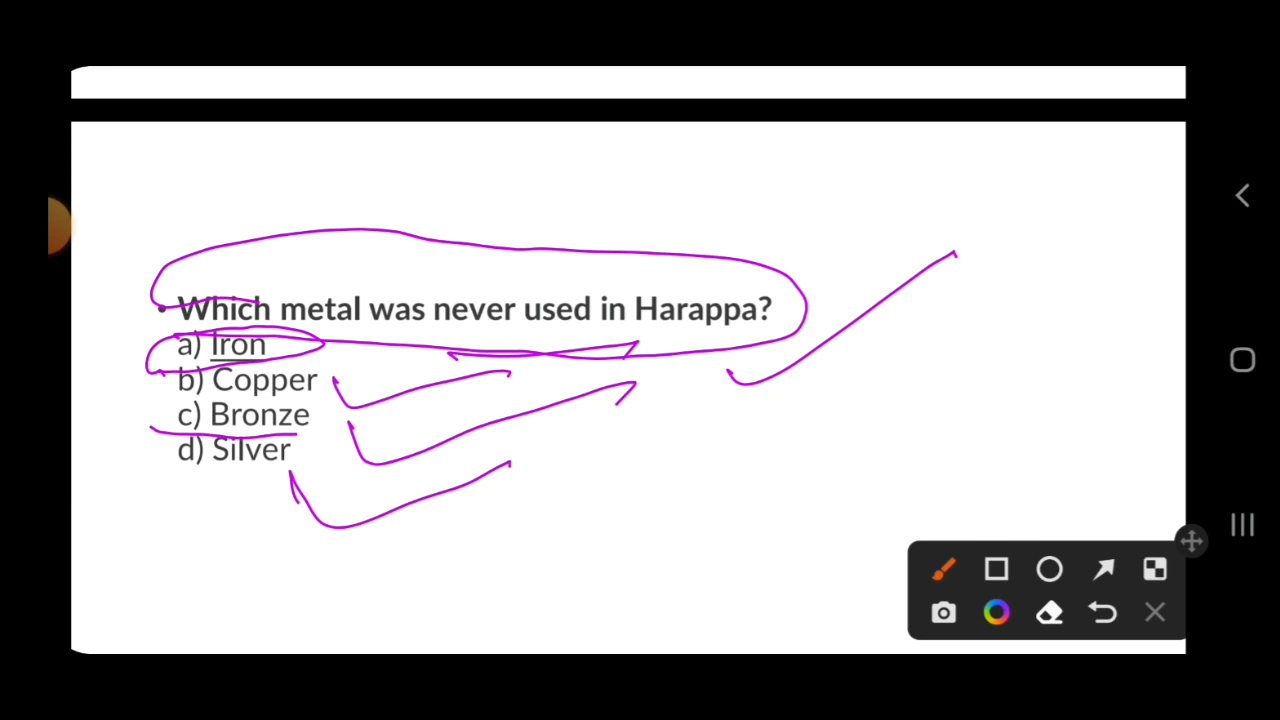 • Which metal was never used in Harappa?
a) Iron
b) Copper
c) Bronze
d) Silver